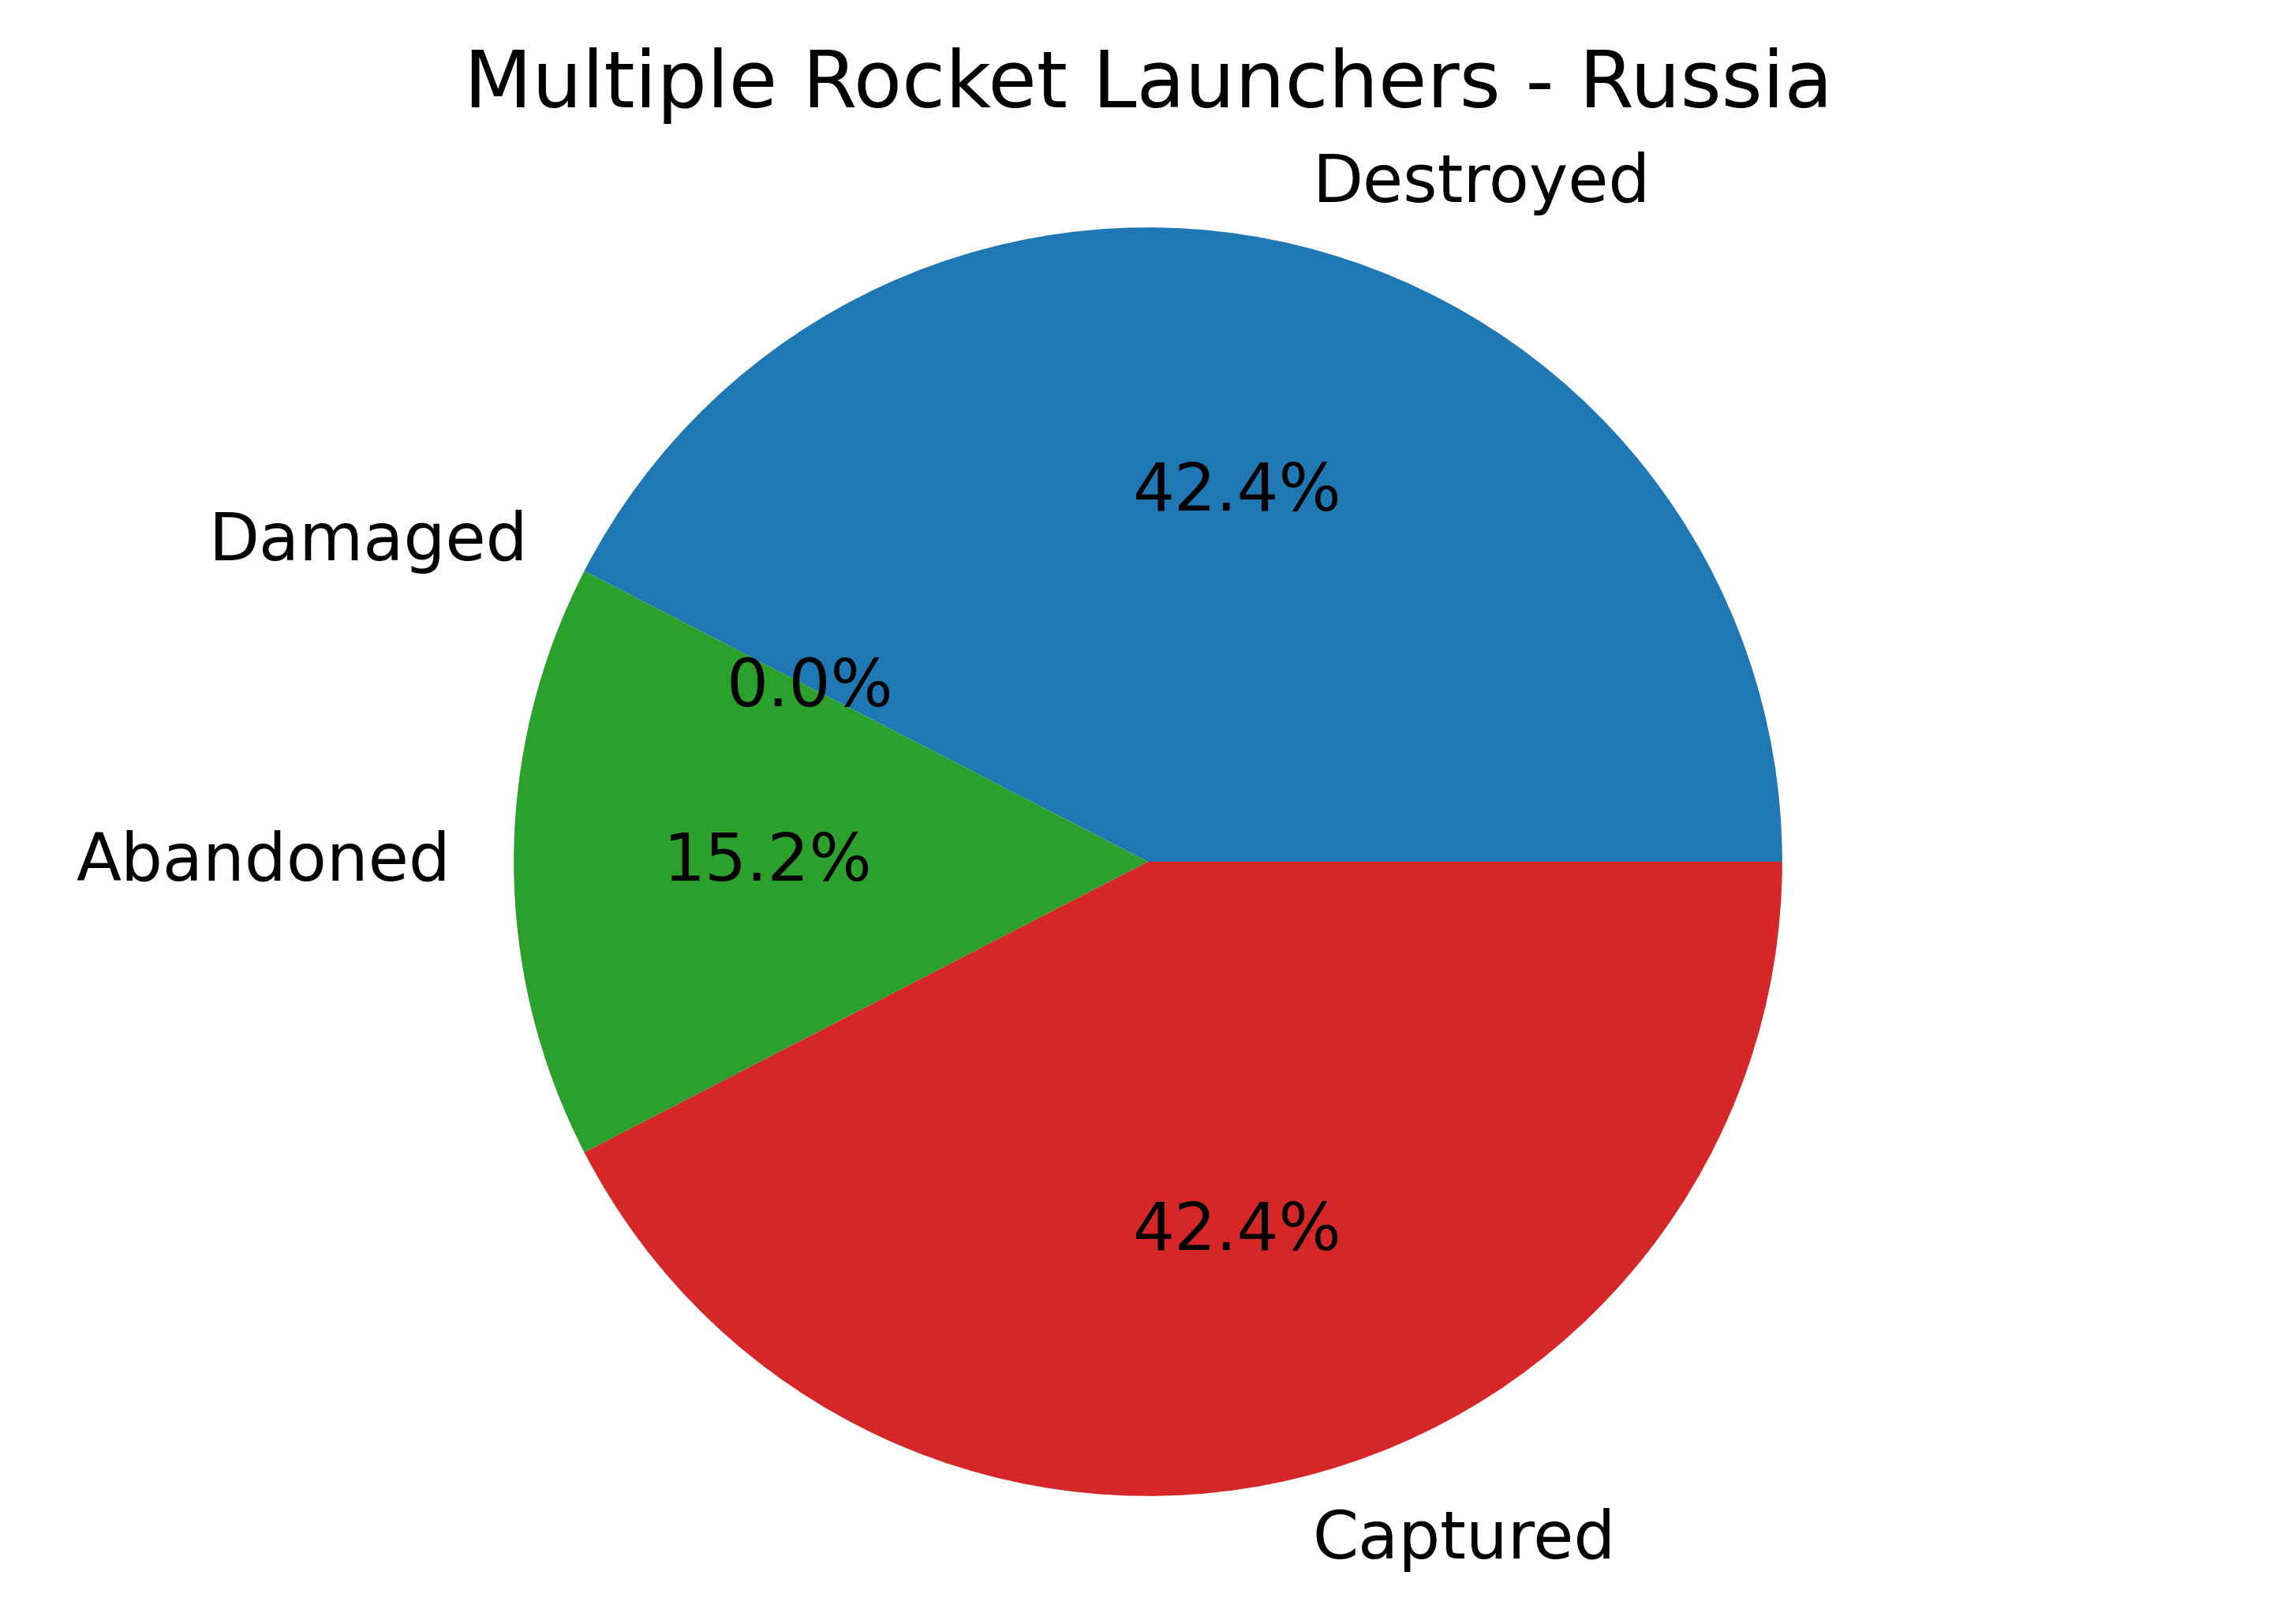 Multiple Rocket Launchers - Russia
Destroyed
42.4%
Damaged
0.0%
Abandoned
15.2%
42.4%
Captured